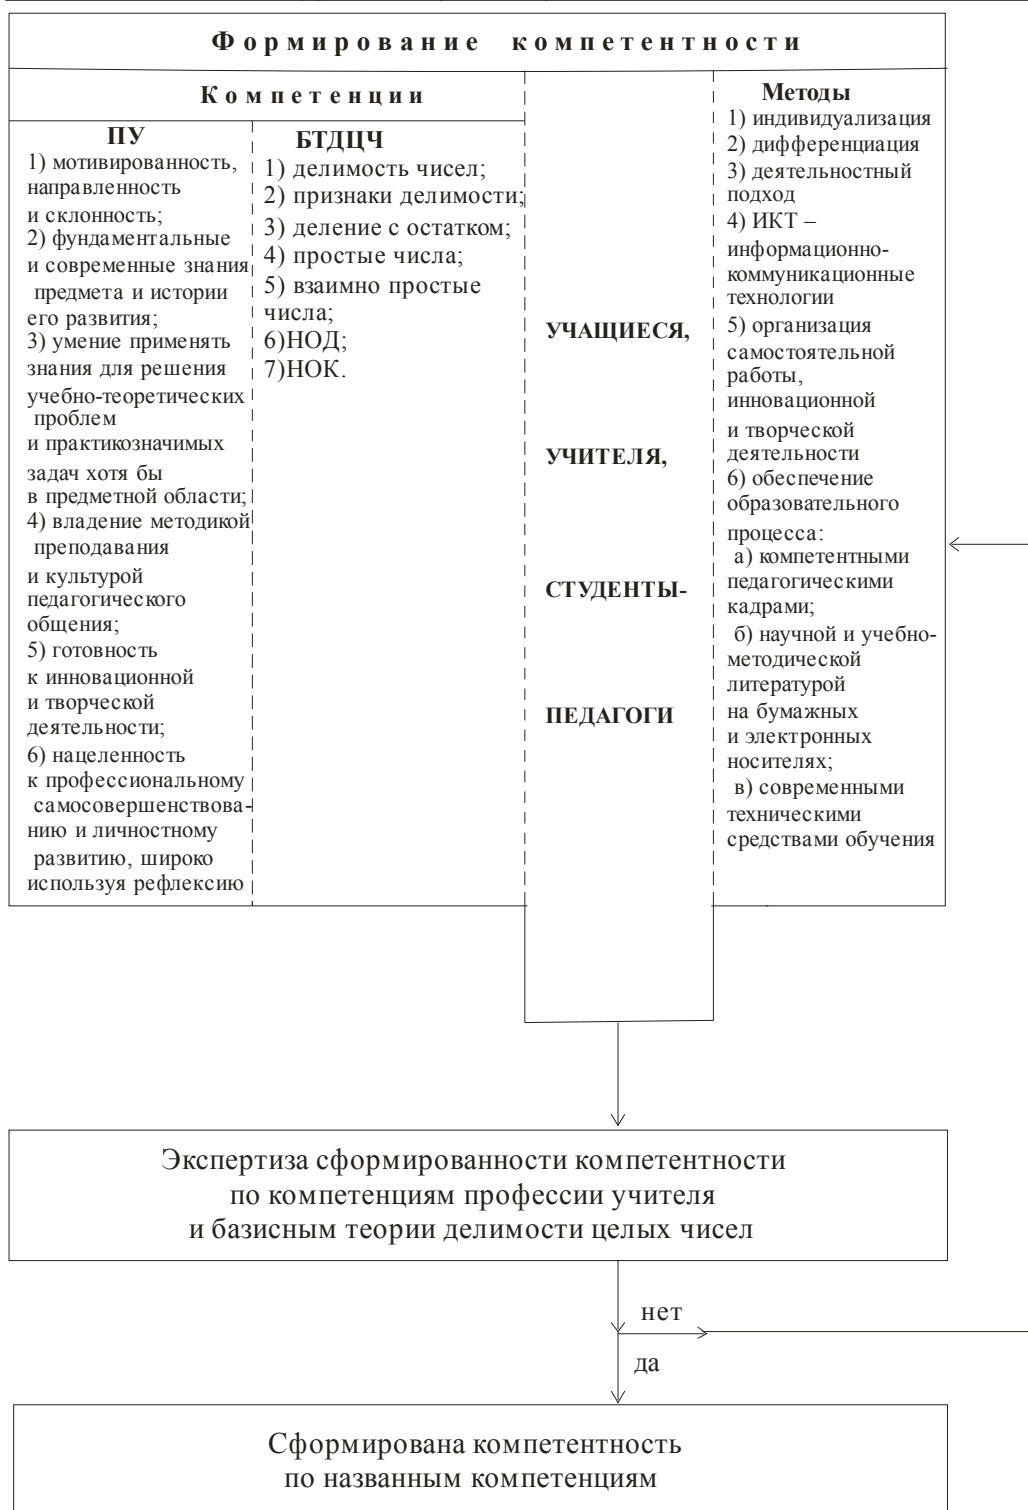 Формирование компетентности
Компетенции
ПУ
1) мотивированность,
направленность
и склонность;
2) фундаментальные
и современные знания
предмета и истории
его развития;
3) умение применять
знания для решения
учебно-теоретических
проблем
и практикозначимых
задач хотя бы
в предметной области;
4) владение методикой
преподавания
и культурой
педагогического
общения;
5) готовность
к инновационной
и творческой
деятельности;
6) нацеленность
к профессиональному
самосовершенствова-
нию и личностному
развитию, широко
используя рефлексию
БТДЦЧ
1) делимость чисел;
2) признаки делимости;
3) деление с остатком;
4) простые числа;
5) взаимно простые
числа;
6)НОД;
7)НОК.
УЧАЩИЕСЯ,
УЧИТЕЛЯ,
СТУДЕНТЫ-
ПЕДАГОГИ
Методы
1) индивидуализация
2) дифференциация
3) деятельностный
подход
4) ИКТ –
информационно-
коммуникационные
технологии
5) организация
самостоятельной
работы,
инновационной
и творческой
деятельности
6) обеспечение
образовательного
процесса:
а) компетентными
педагогическими
кадрами;
б) научной и учебно-
методической
литературой
на бумажных
и электронных
носителях;
в) современными
техническими
средствами обучения
Экспертиза сформированности компетентности
по компетенциям профессии учителя
и базисным теории делимости целых чисел
нет
да
Сформирована компетентность
по названным компетенциям